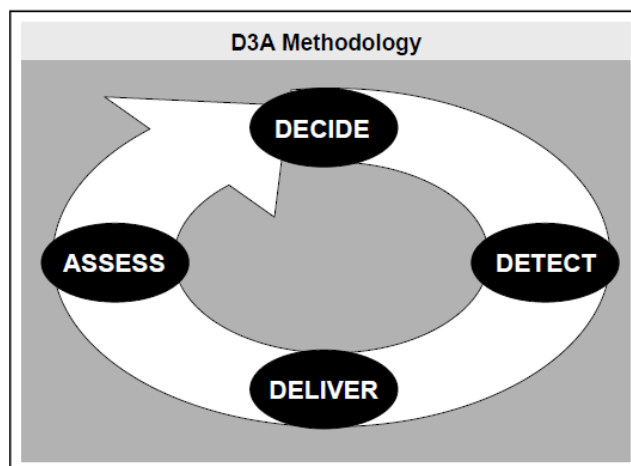 D3A Methodology
DECIDE
DETECT
DELIVER
ASSESS